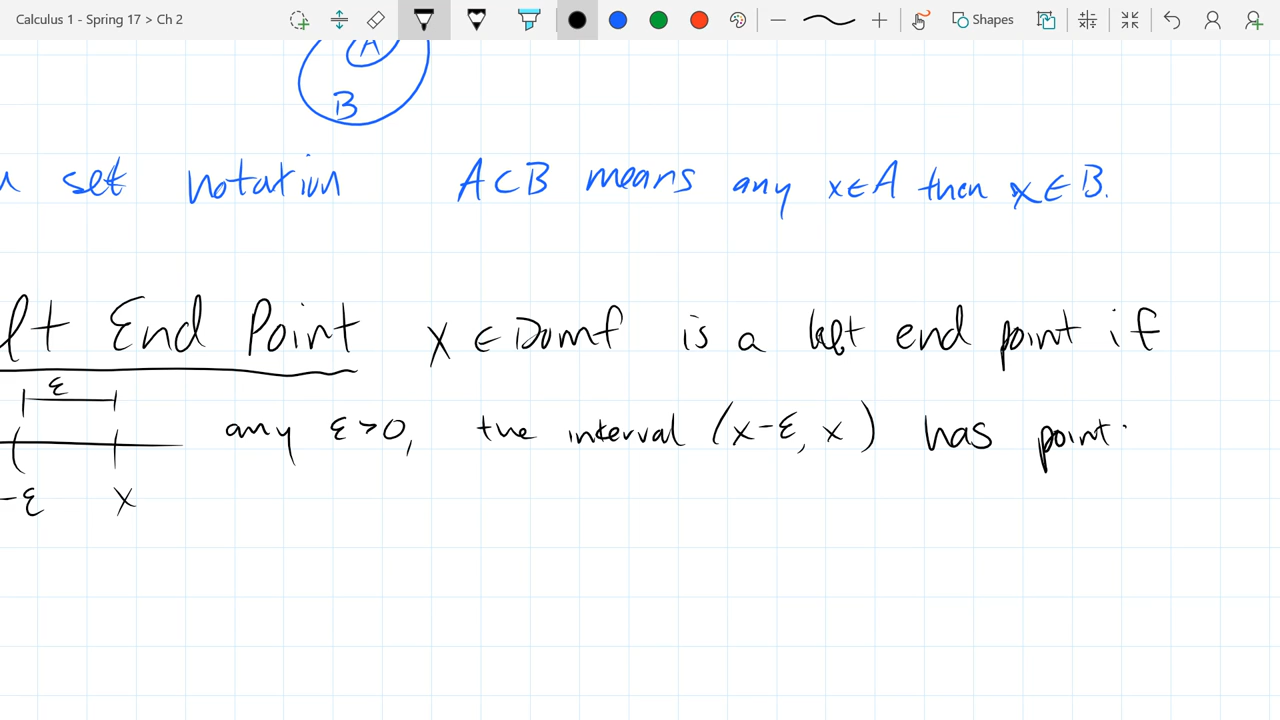 Calculus 1 - Spring 17 > Ch 2
Shapes
A
B
set notation A⊂B means any x∈A then x∈B.
End Point x ∈ Domf is a left end point if
ε
any ε>0, the interval (x-ε, x) has point
-ε x